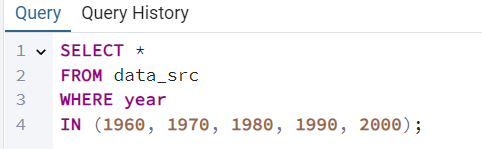 Query Query History
1 SELECT *
2 FROM data_src
3 WHERE year
4 IN (1960, 1970, 1980, 1990, 2000);